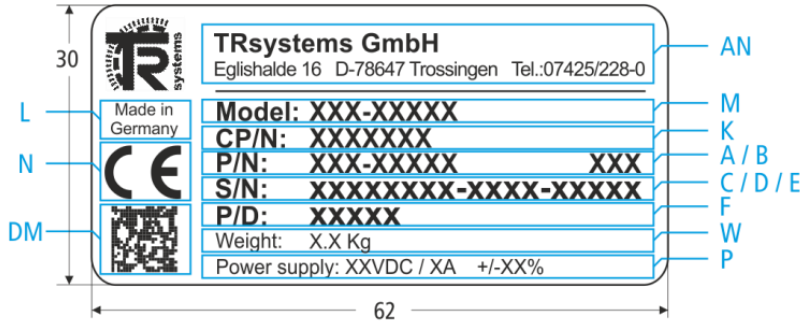 30
TR
systems
TRsystems GmbH
Eglishalde 16 D-78647 Trossingen Tel.:07425/228-0
AN
L
Made in
Germany
Model: XXX-XXXXX
M
CP/N: XXXXXXX
K
N
CE
P/N: XXX-XXXXX XXX
A / B
S/N: XXXXXXXX-XXXX-XXXXX
C / D / E
P/D: XXXXX
F
DM
Weight: X.X Kg
W
Power supply: XXVDC / XA +/-XX%
P
62